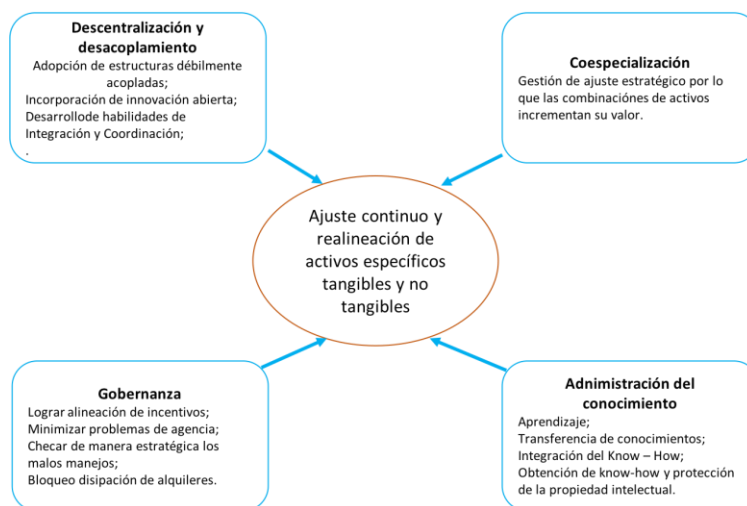 Descentralización y
desacoplamiento
Adopción de estructuras débilmente
acopladas;
Incorporación de innovación abierta;
Desarrollode habilidades de
Integración y Coordinación;
.
Coespecialización
Gestión de ajuste estratégico por lo
que las combinaciónes de activos
incrementan su valor.
Ajuste continuo y
realineación de
activos específicos
tangibles y no
tangibles
Gobernanza
Lograr alineación de incentivos;
Minimizar problemas de agencia;
Checar de manera estratégica los
malos manejos;
Bloqueo disipación de alquileres.
Adnimistración del
conocimiento
Aprendizaje;
Transferencia de conocimientos;
Integración del Know – How;
Obtención de know-how y protección
de la propiedad intelectual.